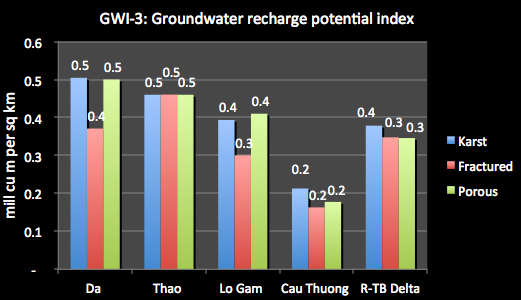 GWI-3: Groundwater recharge potential index
mill cu m per sq km
0.6
0.5
0.4
0.3
0.2
0.1
-
0.5 0.4 0.5
0.5 0.5 0.5
0.4 0.3 0.4
0.2 0.2 0.2
0.4 0.3 0.3
Da Thao Lo Gam Cau Thuong R-TB Delta
Karst
Fractured
Porous